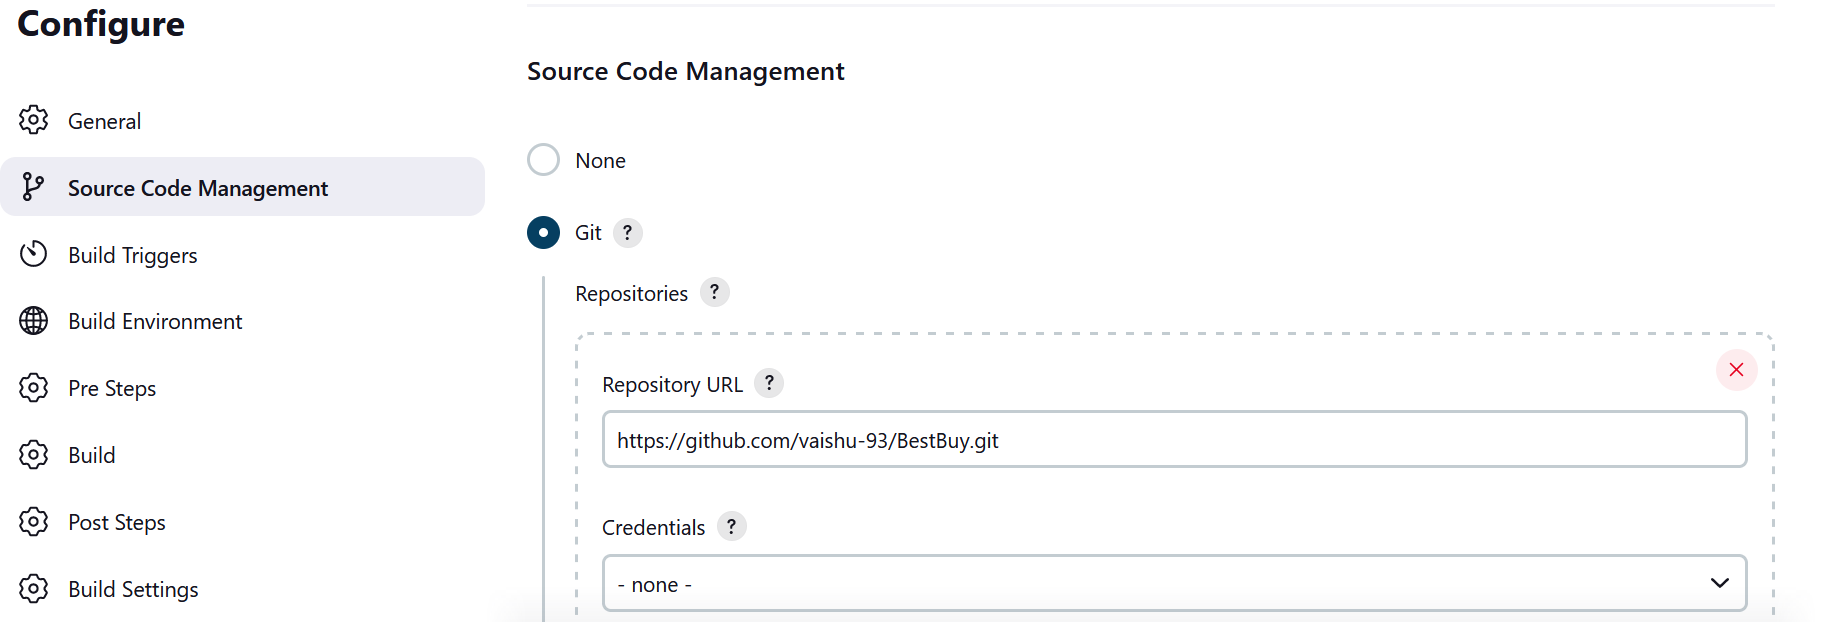 Configure
General
Source Code Management
Build Triggers
Build Environment
Pre Steps
Build
Post Steps
Build Settings
Source Code Management
None
Git ?
Repositories ?
Repository URL ?
https://github.com/vaishu-93/BestBuy.git
Credentials ?
- none -